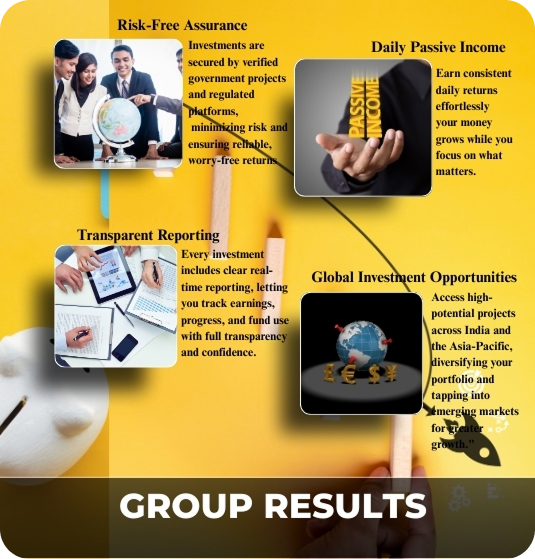 Risk-Free Assurance
Investments are
secured by verified
government projects
and regulated
platforms,
minimizing risk and
ensuring reliable,
worry-free returns
Daily Passive Income
PASSIVE
INCOME
Earn consistent
daily returns
effortlessly
your money
grows while you
focus on what
matters.
Transparent Reporting
Every investment
includes clear real-
time reporting, letting
you track earnings,
progress, and fund use
with full transparency
and confidence.
Global Investment Opportunities
£ € $ ¥
Access high-
potential projects
across India and
the Asia-Pacific,
diversifying your
portfolio and
tapping into
emerging markets
for greater
growth."
GROUP RESULTS